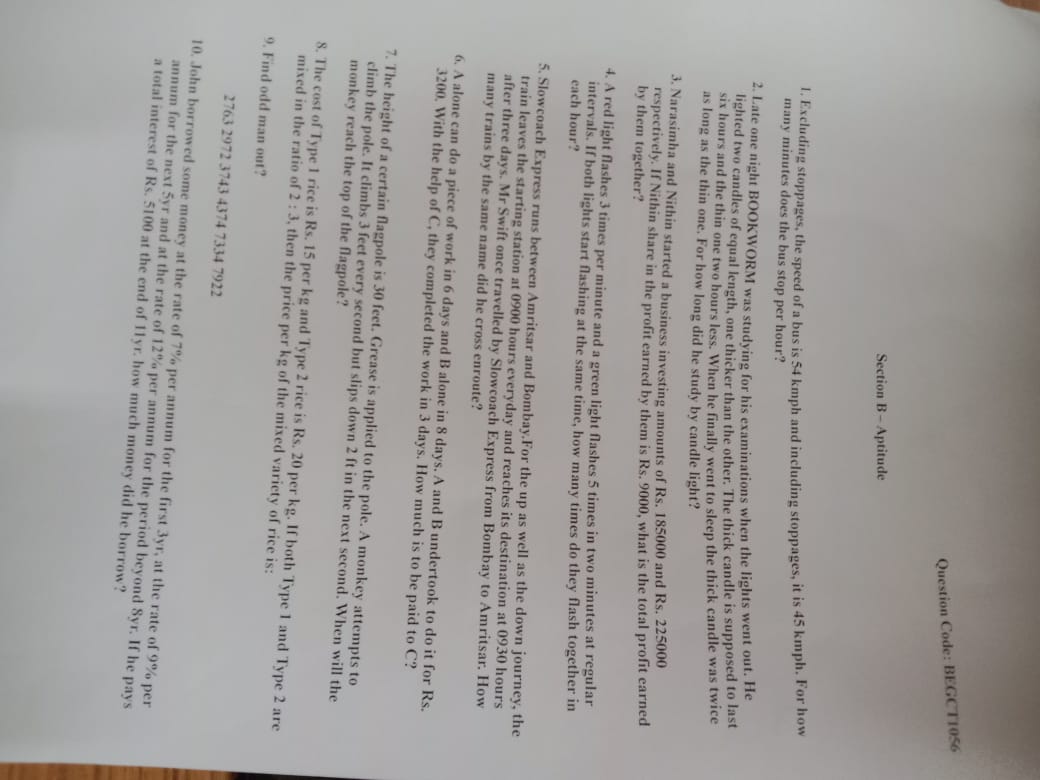 Question Code: BEGCT1056
Section B – Aptitude
1. Excluding stoppages, the speed of a bus is 54 kmph and including stoppages, it is 45 kmph. For how
many minutes does the bus stop per hour?
2. Late one night BOOKWORM was studying for his examinations when the lights went out. He
lighted two candles of equal length, one thicker than the other. The thick candle is supposed to last
six hours and the thin one two hours less. When he finally went to sleep the thick candle was twice
as long as the thin one. For how long did he study by candle light?
3. Narasimha and Nithin started a business investing amounts of Rs. 185000 and Rs. 225000
respectively. If Nithin share in the profit earned by them is Rs. 9000, what is the total profit earned
by them together?
4. A red light flashes 3 times per minute and a green light flashes 5 times in two minutes at regular
intervals. If both lights start flashing at the same time, how many times do they flash together in
each hour?
5. Slowcoach Express runs between Amritsar and Bombay.For the up as well as the down journey, the
train leaves the starting station at 0900 hours everyday and reaches its destination at 0930 hours
after three days. Mr Swift once travelled by Slowcoach Express from Bombay to Amritsar. How
many trains by the same name did he cross enroute?
6. A alone can do a piece of work in 6 days and B alone in 8 days. A and B undertook to do it for Rs.
3200. With the help of C, they completed the work in 3 days. How much is to be paid to C?
7. The height of a certain flagpole is 30 feet. Grease is applied to the pole. A monkey attempts to
climb the pole. It climbs 3 feet every second but slips down 2 ft in the next second. When will the
monkey reach the top of the flagpole?
8. The cost of Type 1 rice is Rs. 15 per kg and Type 2 rice is Rs. 20 per kg. If both Type 1 and Type 2 are
mixed in the ratio of 2 : 3, then the price per kg of the mixed variety of rice is:
9. Find odd man out?
2763 2972 3743 4374 7334 7922
10. John borrowed some money at the rate of 7% per annum for the first 3yr, at the rate of 9% per
annum for the next 5yr and at the rate of 12% per annum for the period beyond 8yr. If he pays
a total interest of Rs. 5100 at the end of 11yr. how much money did he borrow?